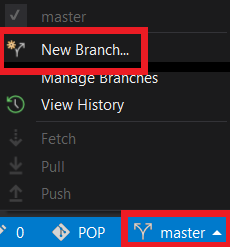 master
New Branch...
Manage Branches
View History
Fetch
Pull
Push
0 POP master